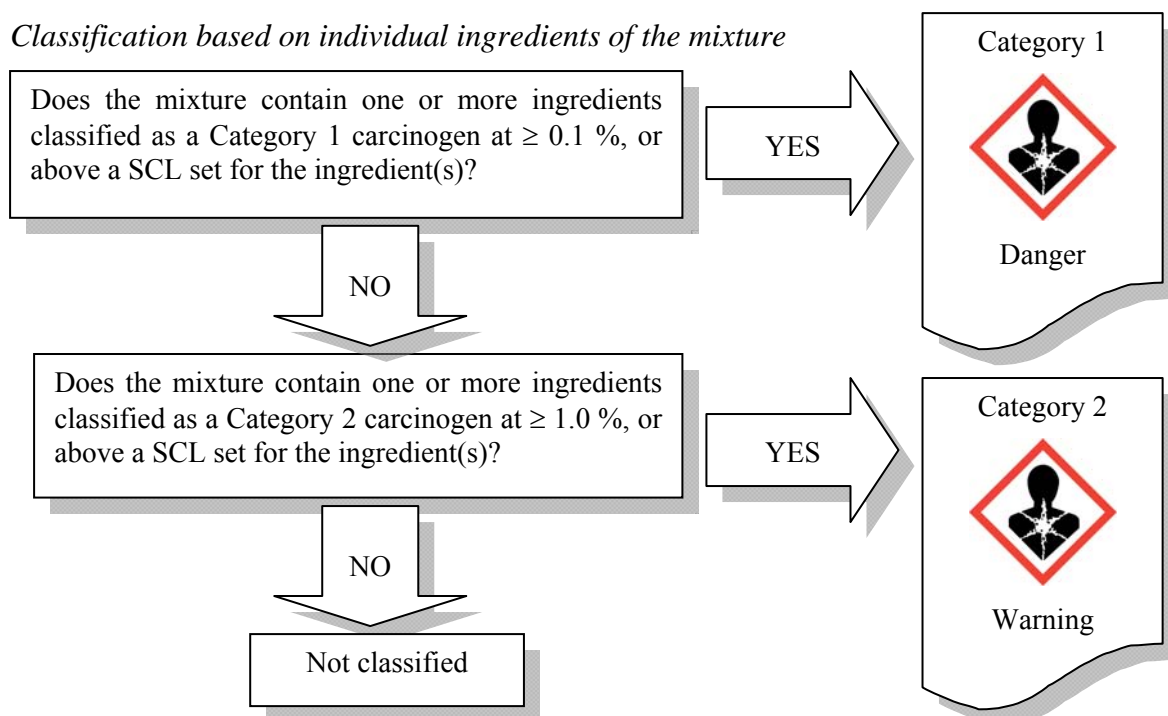 Classification based on individual ingredients of the mixture
Does the mixture contain one or more ingredients
classified as a Category 1 carcinogen at ≥ 0.1 %, or
above a SCL set for the ingredient(s)?
YES
Category 1
Danger
NO
Does the mixture contain one or more ingredients
classified as a Category 2 carcinogen at ≥ 1.0 %, or
above a SCL set for the ingredient(s)?
YES
Category 2
Warning
NO
Not classified